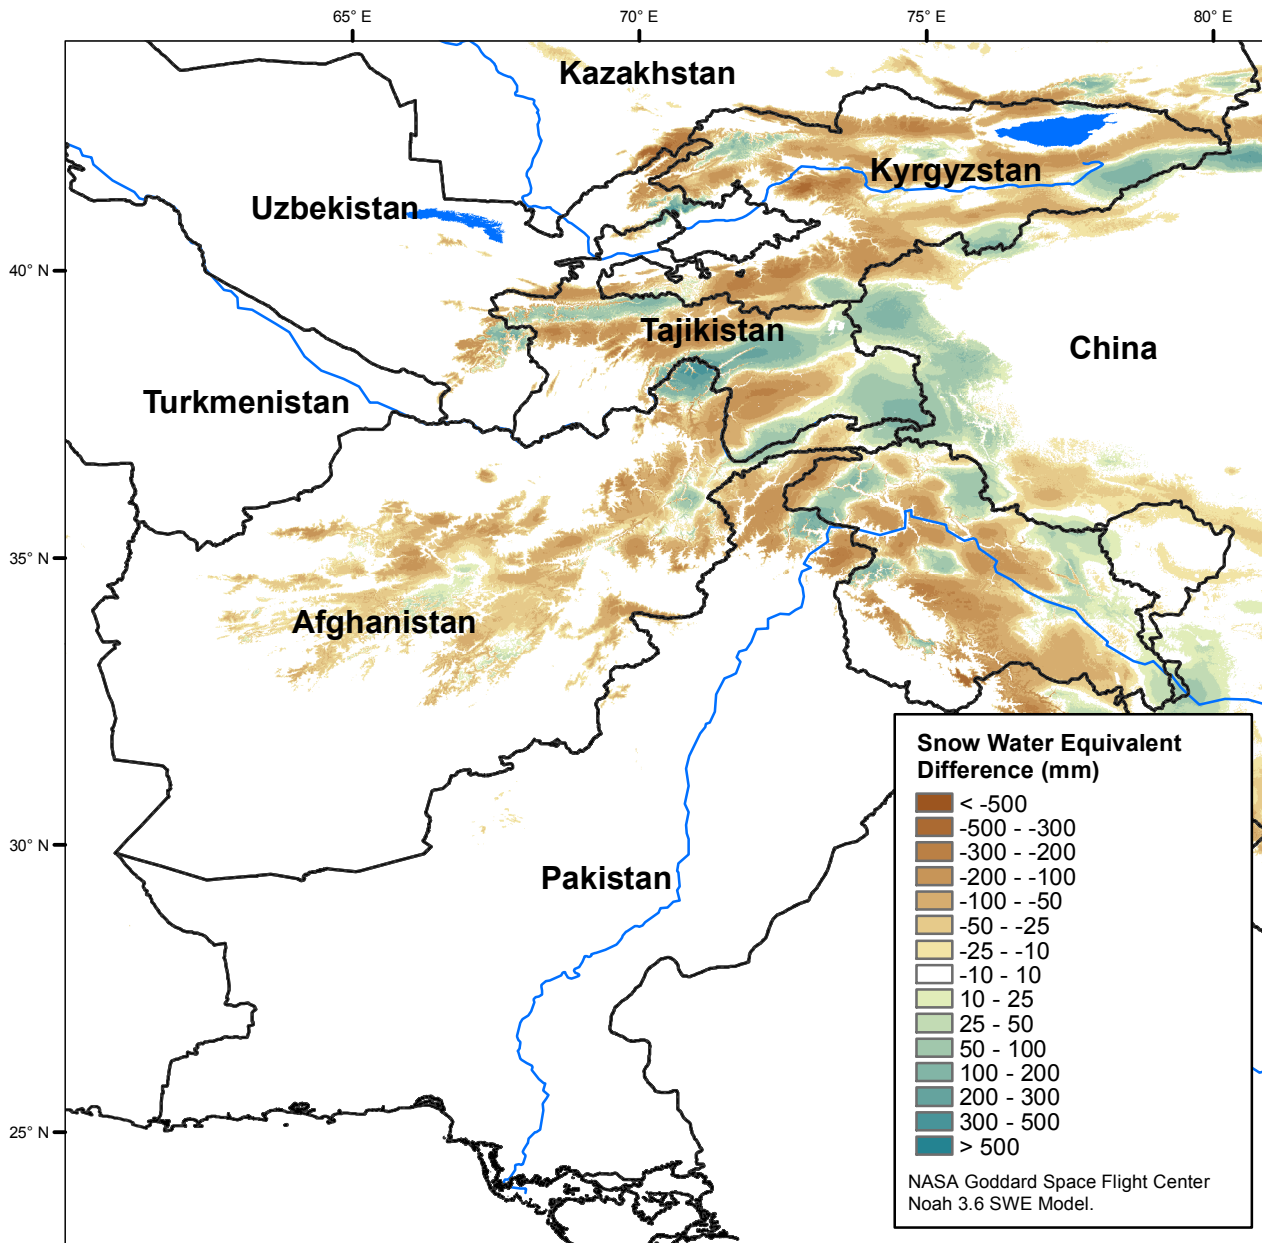 65° E
70° E
75° E
80° E
Kazakhstan
Kyrgyzstan
Uzbekistan
40° N
Tajikistan
China
Turkmenistan
35° N
Afghanistan
30° N
Pakistan
25° N
Snow Water Equivalent
Difference (mm)
< -500
-500 - -300
-300 - -200
-200 - -100
-100 - -50
-50 - -25
-25 - -10
-10 - 10
10 - 25
25 - 50
50 - 100
100 - 200
200 - 300
300 - 500
> 500
NASA Goddard Space Flight Center
Noah 3.6 SWE Model.